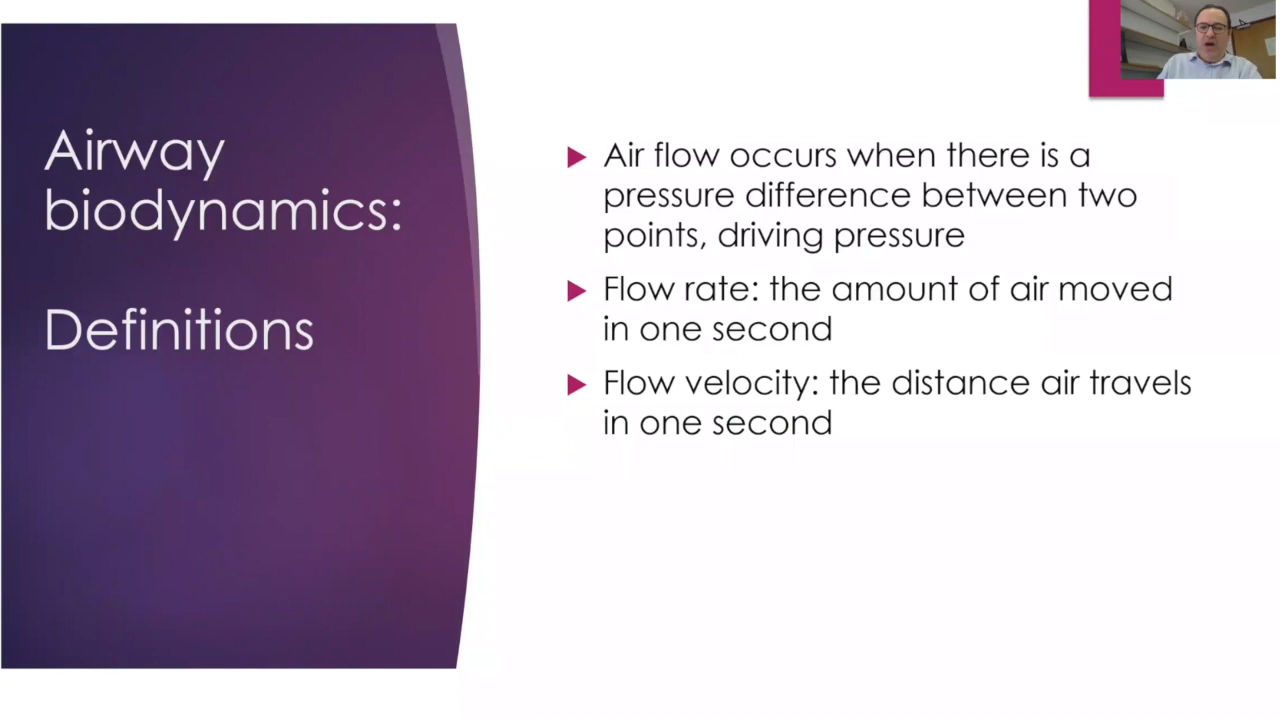 Airway
biodynamics:
Definitions
Air flow occurs when there is a
pressure difference between two
points, driving pressure
Flow rate: the amount of air moved
in one second
Flow velocity: the distance air travels
in one second